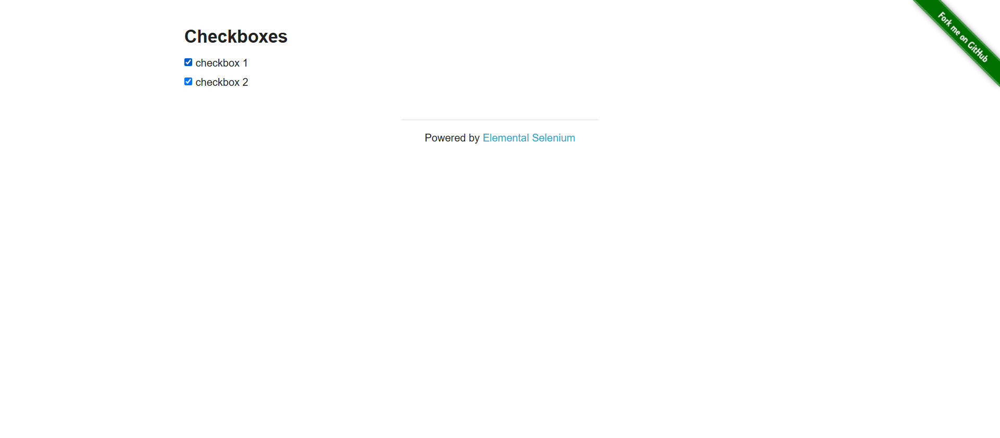 Fork me on GitHub
Checkboxes
checkbox 1
checkbox 2
Powered by Elemental Selenium